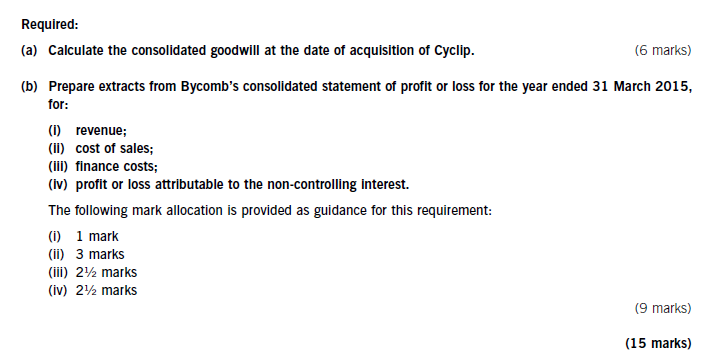 Required:
(a) Calculate the consolidated goodwill at the date of acquisition of Cyclip. (6 marks)
(b) Prepare extracts from Bycomb's consolidated statement of profit or loss for the year ended 31 March 2015,
for:
(i) revenue;
(ii) cost of sales;
(iii) finance costs;
(iv) profit or loss attributable to the non-controlling interest.
The following mark allocation is provided as guidance for this requirement:
(i) 1 mark
(ii) 3 marks
(iii) 2½ marks
(iv) 2½ marks
(9 marks)
(15 marks)